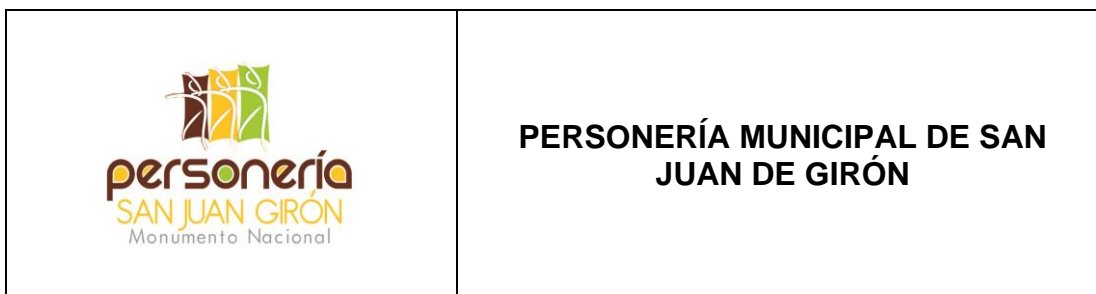 personería
SAN JUAN GIRÓN
Monumento Nacional
PERSONERÍA MUNICIPAL DE SAN
JUAN DE GIRÓN